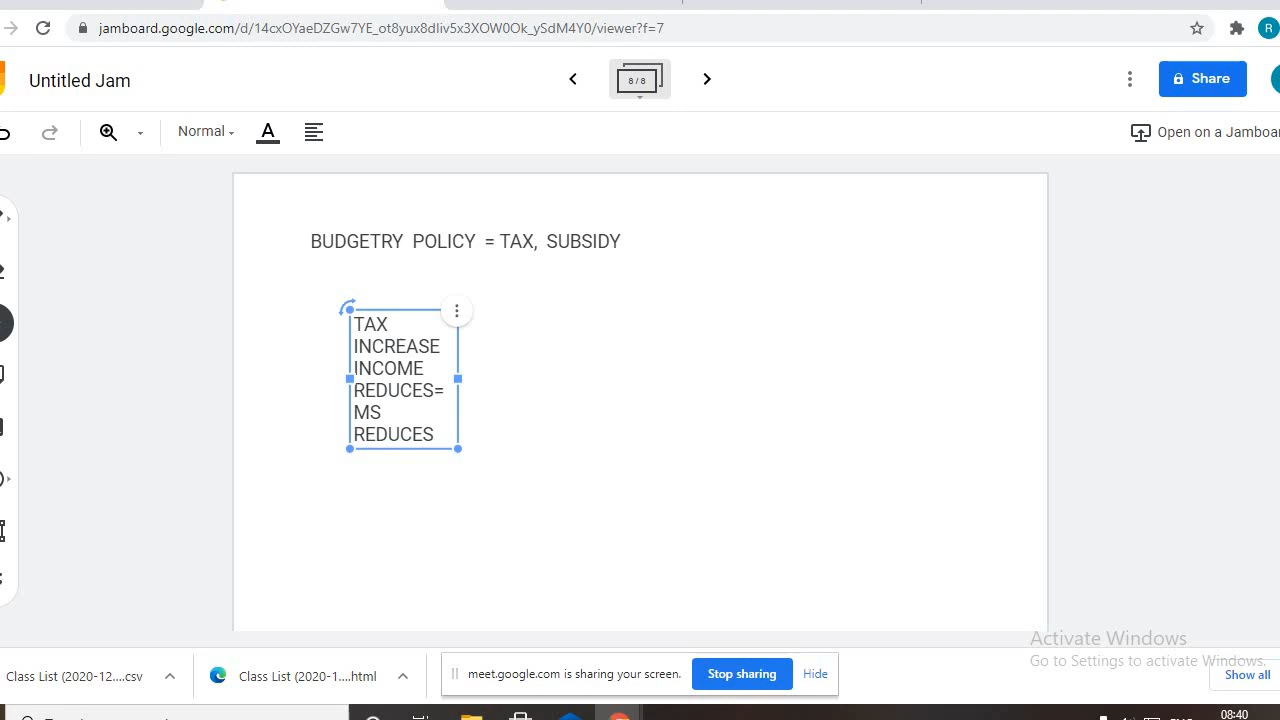 jamboard.google.com/d/14cxOYaeDZGw7YE_ot8yux8dliv5x3XOW0Ok_ySdM4Y0/viewer?f=7
R
Untitled Jam
8 / 8
Share
Normal
A
Open on a Jamboar
BUDGETRY POLICY = TAX, SUBSIDY
TAX
INCREASE
INCOME
REDUCES=
MS
REDUCES
Activate Windows
Go to Settings to activate Windows.
Class List (2020-12....csv
Class List (2020-1....html
meet.google.com is sharing your screen.
Stop sharing
Hide
Show all
08:40